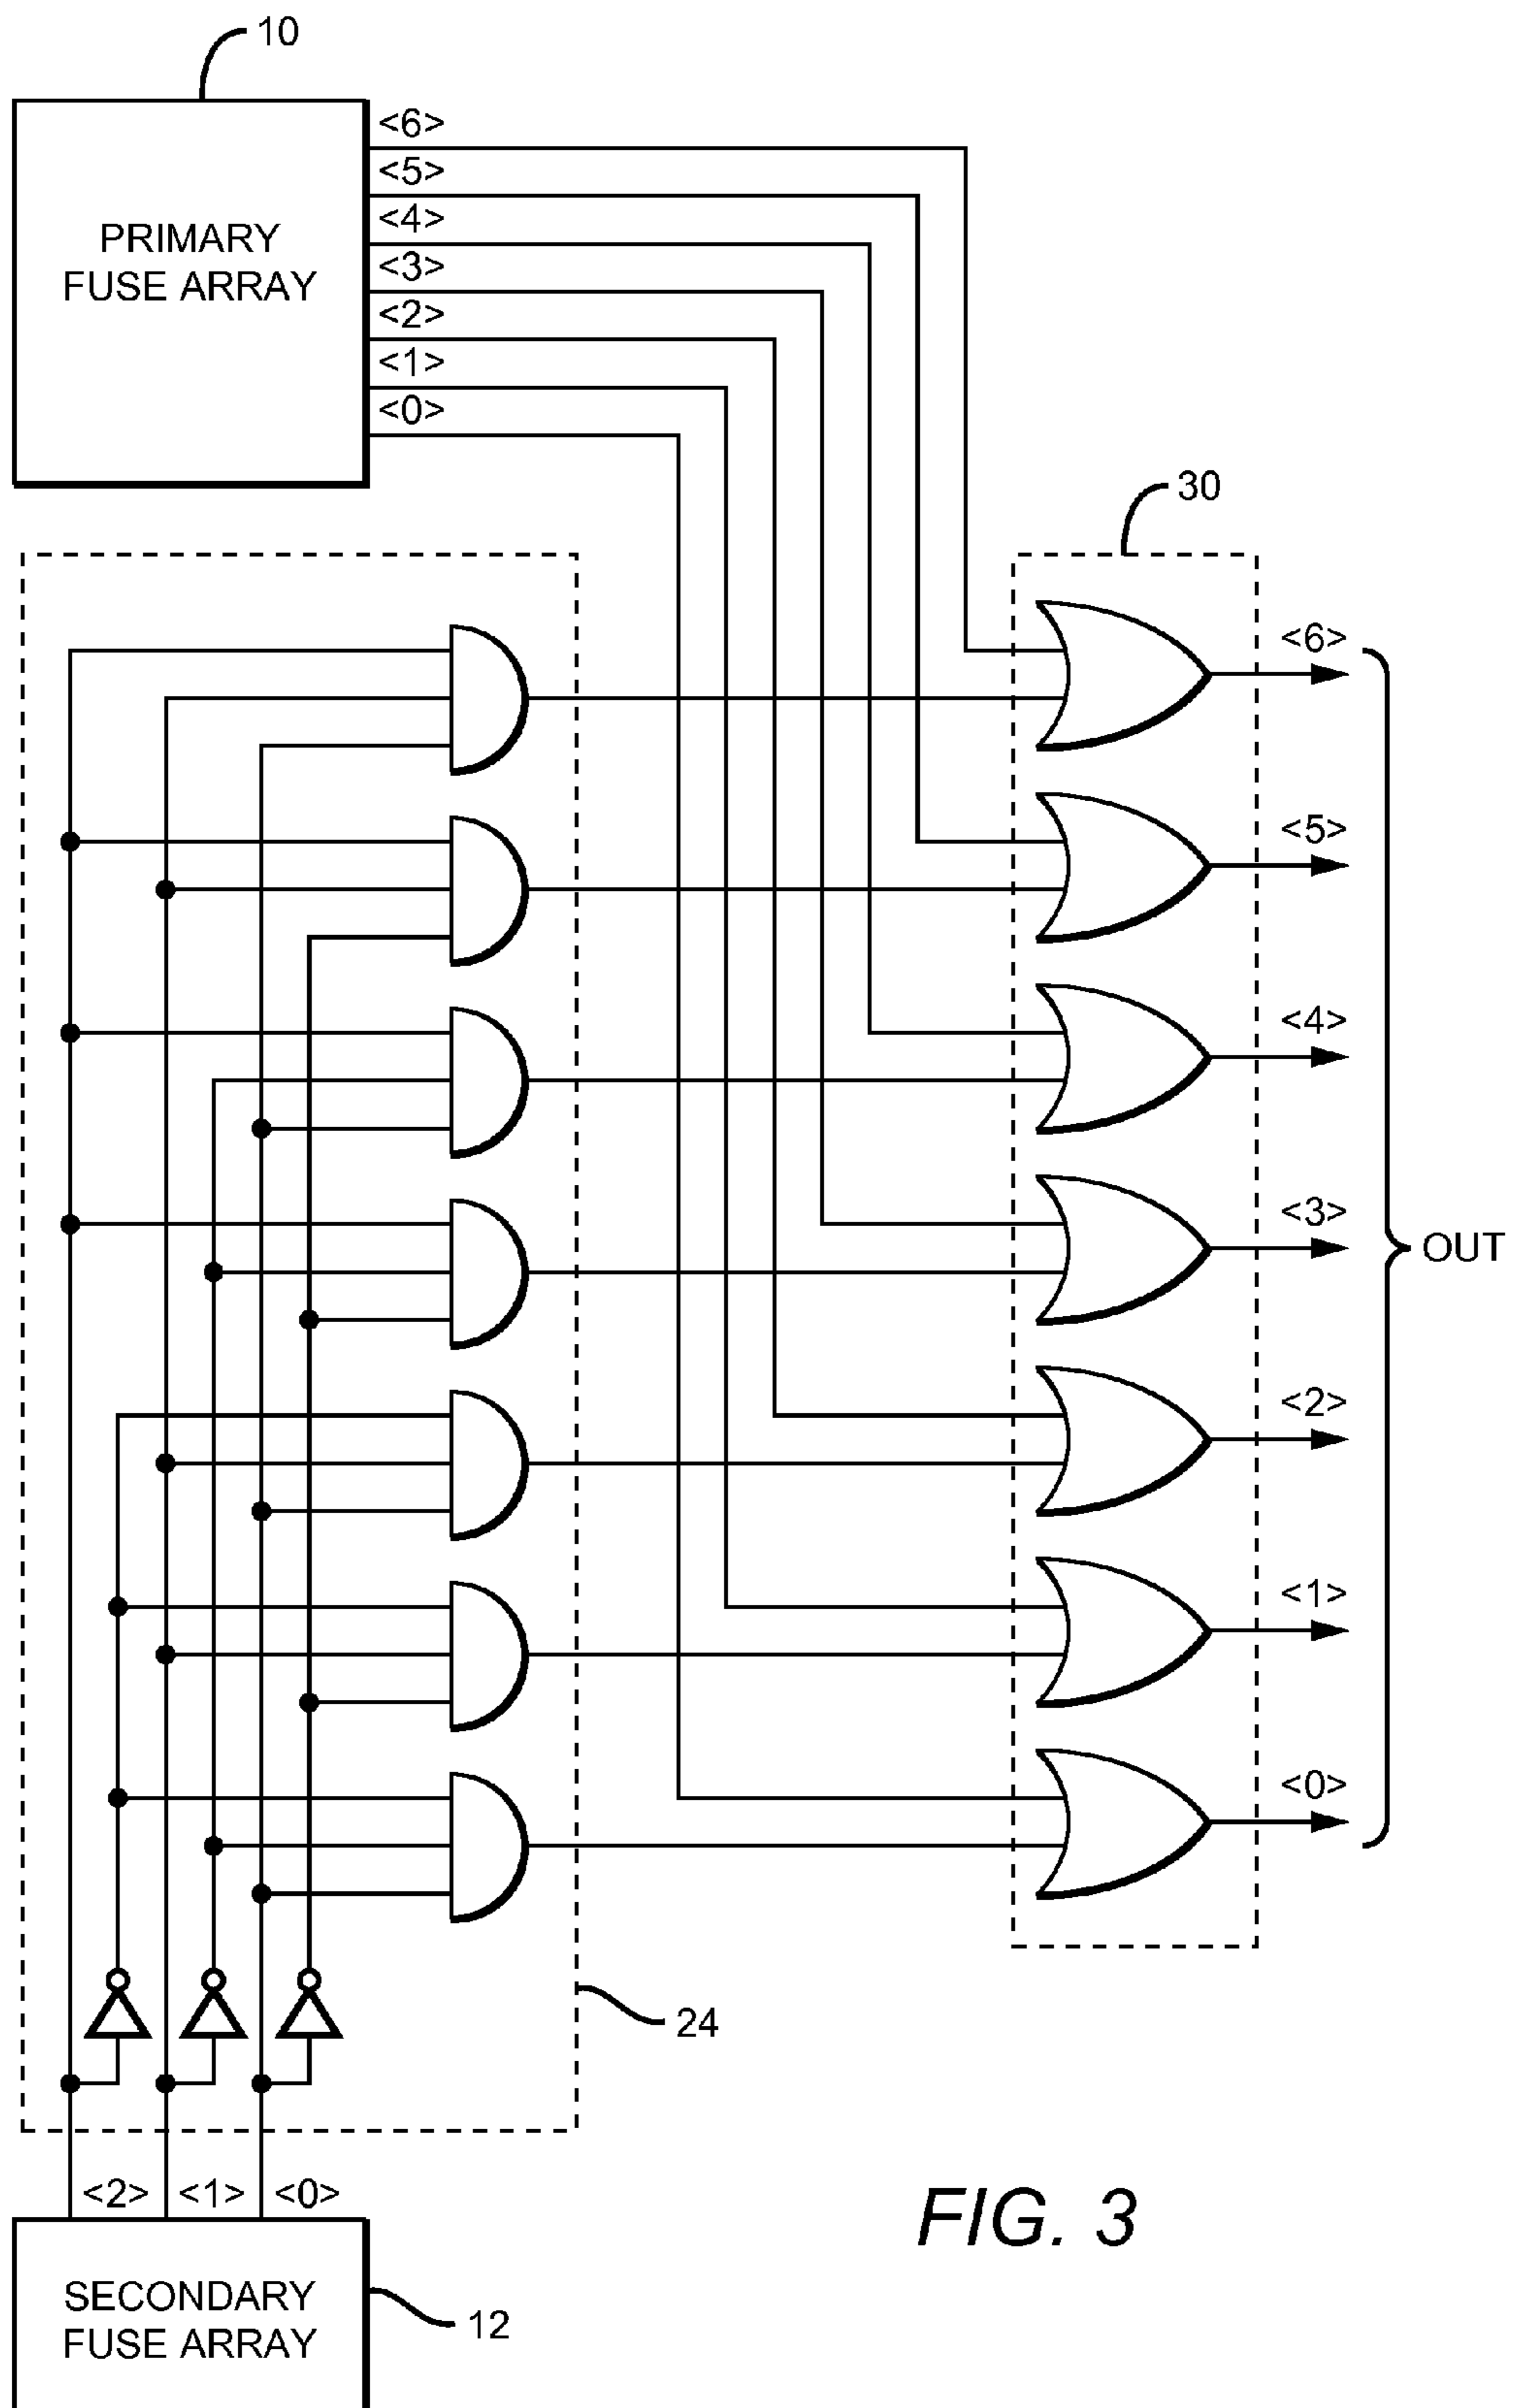 10
<6>
<5>
<4>
<3>
<2>
<1>
<0>
PRIMARY
FUSE ARRAY
30
<6>
<5>
<4>
<3>
<2>
<1>
<0>
OUT
24
<2> <1> <0>
SECONDARY
FUSE ARRAY
12
FIG. 3